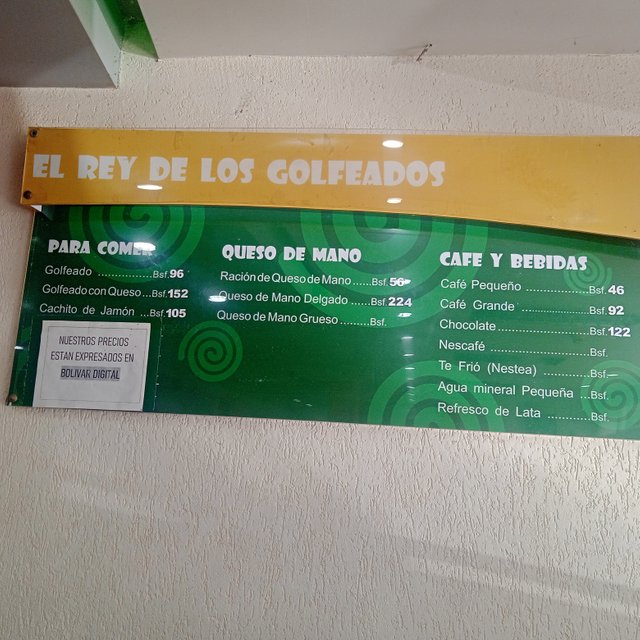 EL REY DE LOS GOLFEADOS
PARA COMER
Golfeado ................Bsf.96
Golfeado con Queso ...Bsf.152
Cachito de Jamón ....Bsf.105
NUESTROS PRECIOS
ESTAN EXPRESADOS EN
BOLIVAR DIGITAL
QUESO DE MANO
Ración de Queso de Mano ......Bsf.56
Queso de Mano Delgado ......Bsf.224
Queso de Mano Grueso .........Bsf.
CAFE Y BEBIDAS
Café Pequeño ....................Bsf.46
Café Grande .....................Bsf.92
Chocolate...........................Bsf.122
Nescafé ............................Bsf.
Te Frió (Nestea) ...............Bsf.
Agua mineral Pequeña ...Bsf.
Refresco de Lata ............Bsf.